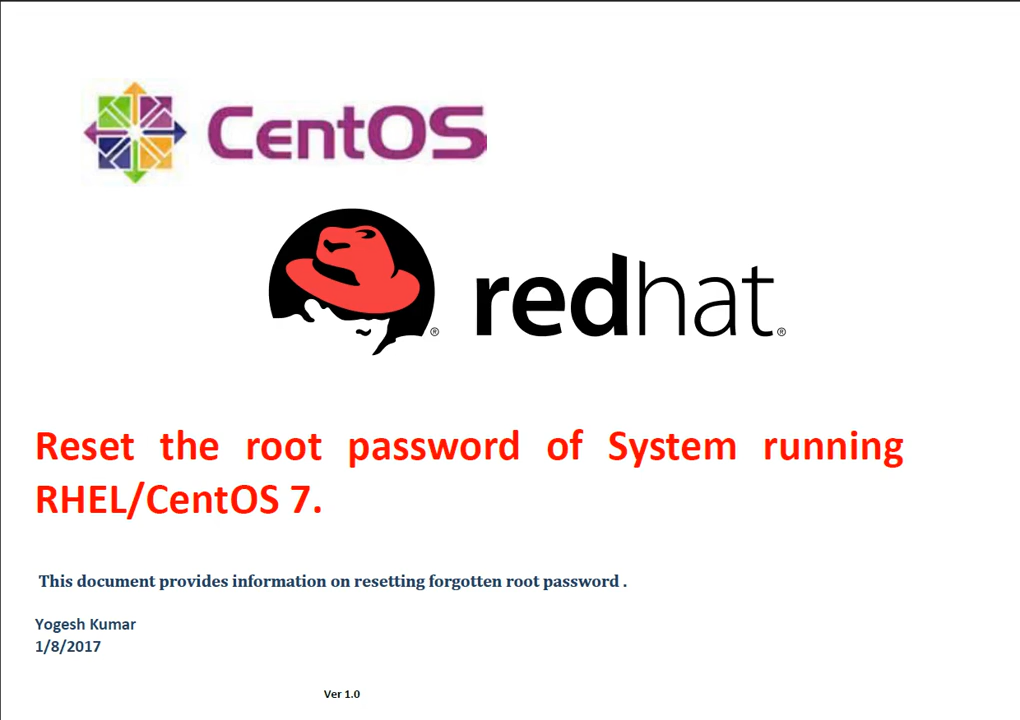 CentOS
redhat®
Reset the root password of System running
RHEL/CentOS 7.
This document provides information on resetting forgotten root password .
Yogesh Kumar
1/8/2017
Ver 1.0